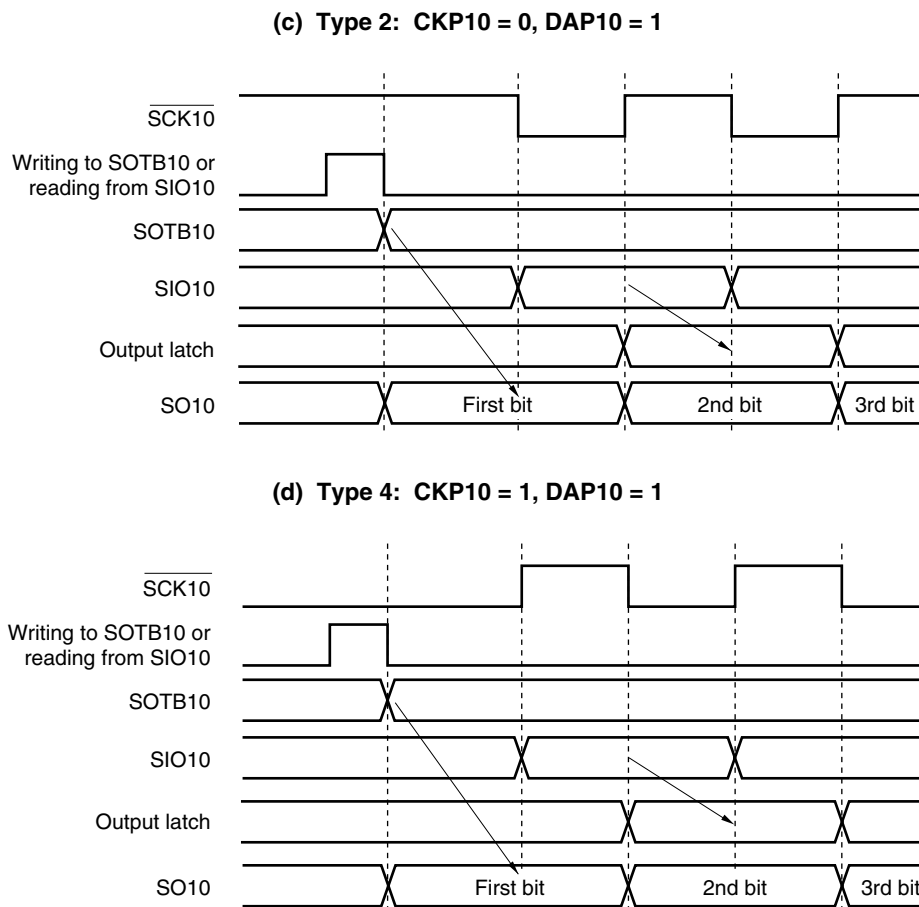 (c) Type 2: CKP10 = 0, DAP10 = 1
SCK10
Writing to SOTB10 or
reading from SIO10
SOTB10
SIO10
Output latch
SO10
First bit
2nd bit
3rd bit
(d) Type 4: CKP10 = 1, DAP10 = 1
SCK10
Writing to SOTB10 or
reading from SIO10
SOTB10
SIO10
Output latch
SO10
First bit
2nd bit
3rd bit